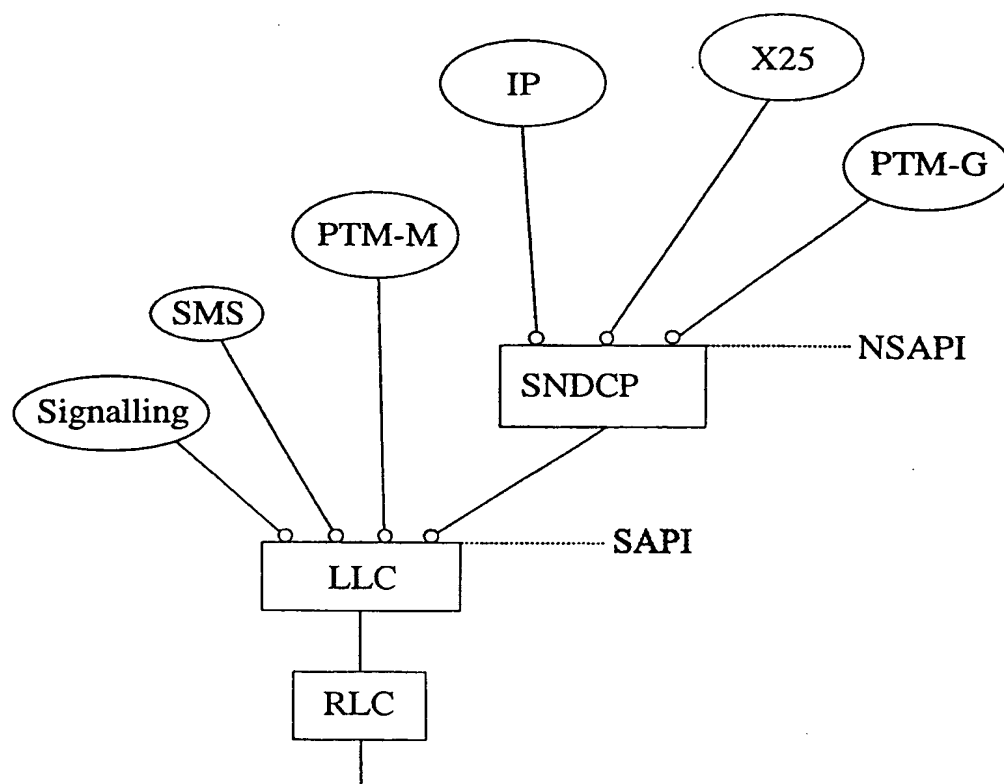 X25
IP
PTM-G
PTM-M
SMS
NSAPI
SNDCP
Signalling
SAPI
LLC
RLC